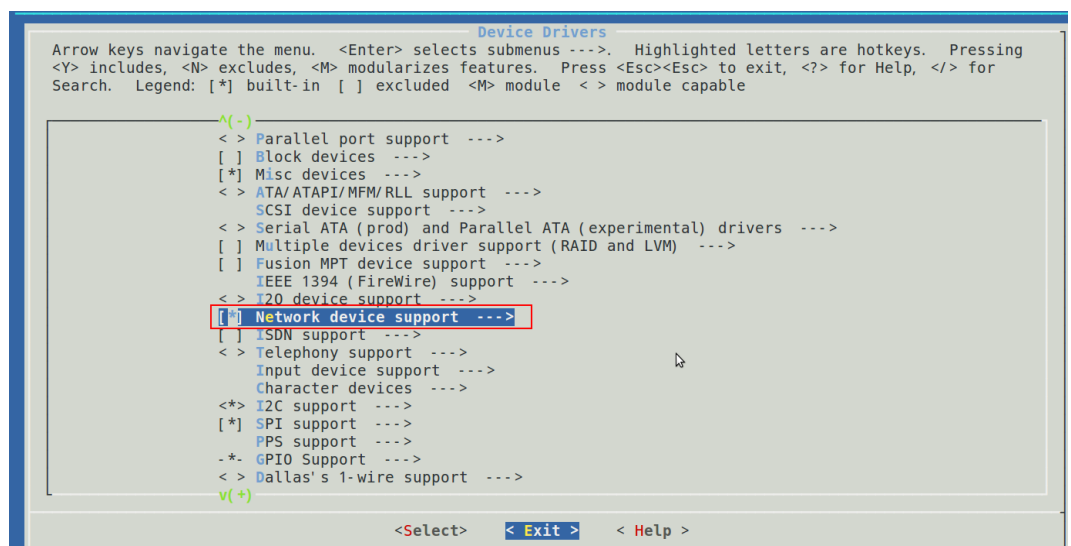 Device Drivers
Arrow keys navigate the menu.  <Enter> selects submenus --->.  Highlighted letters are hotkeys.  Pressing
<Y> includes, <N> excludes, <M> modularizes features.  Press <Esc><Esc> to exit, <?> for Help, </> for
Search.  Legend: [*] built-in  [ ] excluded  <M> module  < > module capable
^(-)
< > Parallel port support  --->
[ ] Block devices  --->
[*] Misc devices  --->
< > ATA/ATAPI/MFM/RLL support  --->
SCSI device support  --->
< > Serial ATA (prod) and Parallel ATA (experimental) drivers  --->
[ ] Multiple devices driver support (RAID and LVM)  --->
[ ] Fusion MPT device support  --->
IEEE 1394 (FireWire) support  --->
< > I2O device support  --->
[*] Network device support  --->
[ ] ISDN support  --->
< > Telephony support  --->
Input device support  --->
Character devices  --->
<*> I2C support  --->
[*] SPI support  --->
PPS support  --->
-*- GPIO Support  --->
< > Dallas's 1-wire support  --->
v(+)
<Select>    < Exit >    < Help >